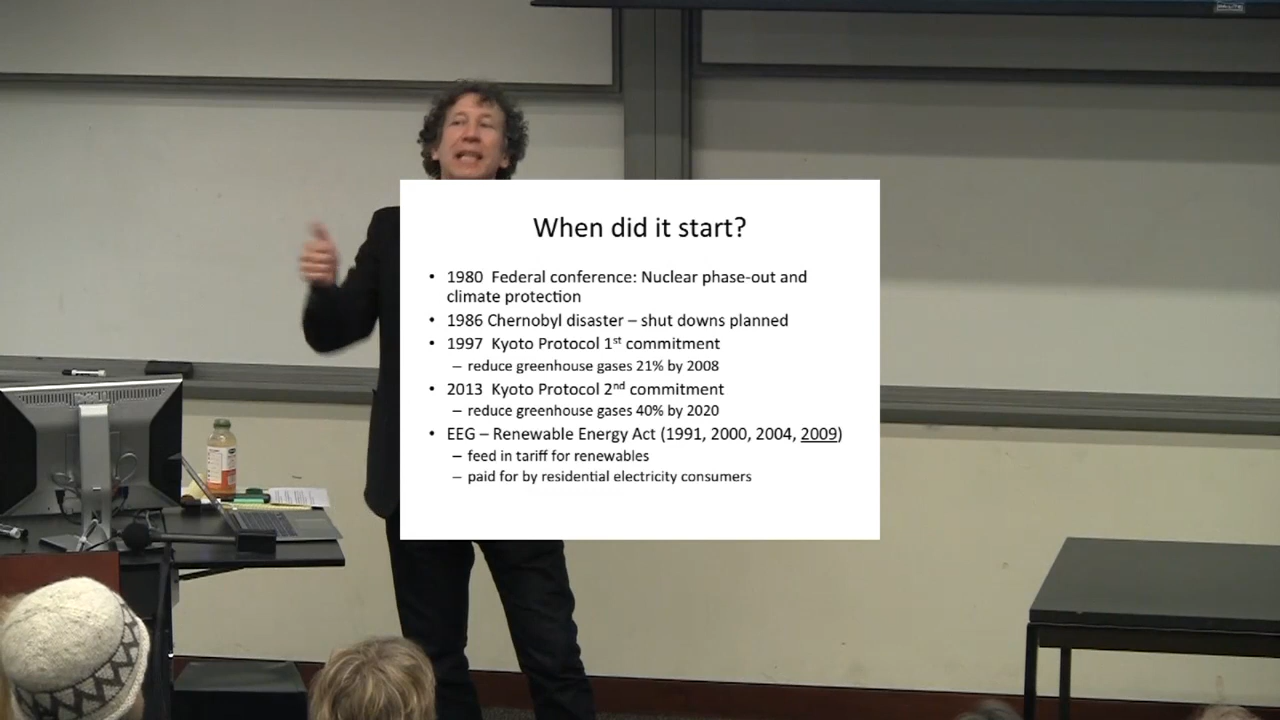 When did it start?
• 1980 Federal conference: Nuclear phase-out and
climate protection
• 1986 Chernobyl disaster – shut downs planned
• 1997 Kyoto Protocol 1st commitment
– reduce greenhouse gases 21% by 2008
• 2013 Kyoto Protocol 2nd commitment
– reduce greenhouse gases 40% by 2020
• EEG – Renewable Energy Act (1991, 2000, 2004, 2009)
– feed in tariff for renewables
– paid for by residential electricity consumers